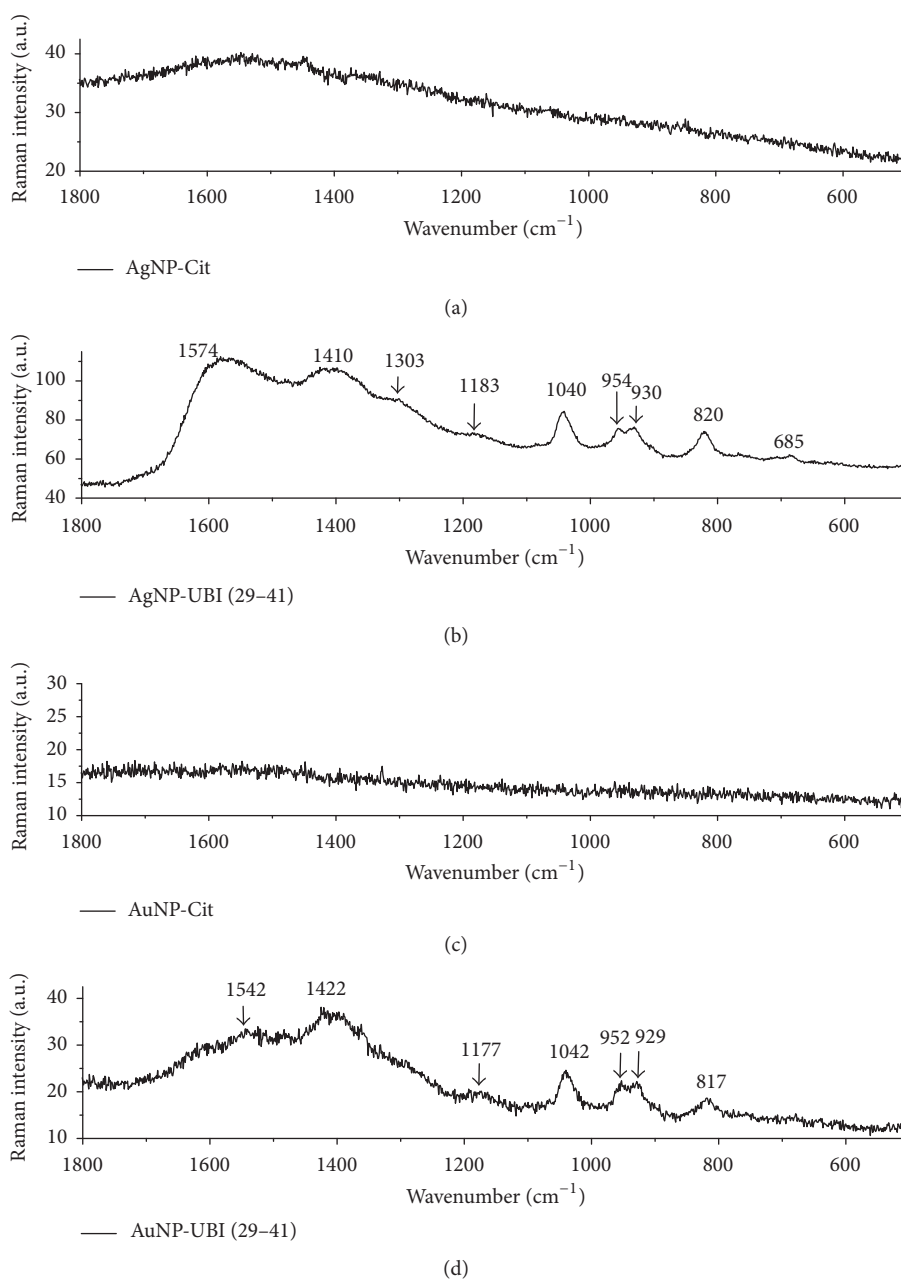 Raman intensity (a.u.)
40
30
20
1800 1600 1400 1200 1000 800 600
Wavenumber (cm⁻¹)
AgNP-Cit
(a)
Raman intensity (a.u.)
100
80
60
40
1574 1410 1303 1183 1040 954 930 820 685
1800 1600 1400 1200 1000 800 600
Wavenumber (cm⁻¹)
AgNP-UBI (29–41)
(b)
Raman intensity (a.u.)
30
25
20
15
10
1800 1600 1400 1200 1000 800 600
Wavenumber (cm⁻¹)
AuNP-Cit
(c)
Raman intensity (a.u.)
40
30
20
10
1542 1422 1177 1042 952 929 817
1800 1600 1400 1200 1000 800 600
Wavenumber (cm⁻¹)
AuNP-UBI (29–41)
(d)